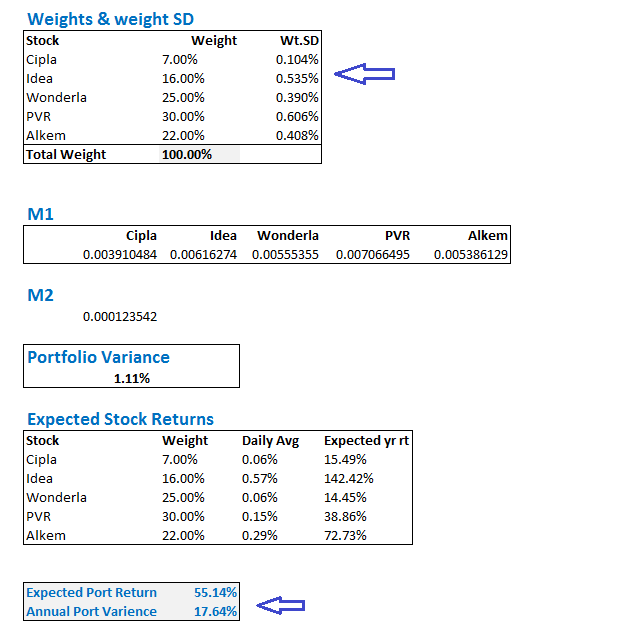 Weights & weight SD
Stock Weight Wt.SD
Cipla 7.00% 0.104%
Idea 16.00% 0.535%
Wonderla 25.00% 0.390%
PVR 30.00% 0.606%
Alkem 22.00% 0.408%
Total Weight 100.00%
M1
Cipla Idea Wonderla PVR Alkem
0.003910484 0.00616274 0.00555355 0.007066495 0.005386129
M2
0.000123542
Portfolio Variance
1.11%
Expected Stock Returns
Stock Weight Daily Avg Expected yr rt
Cipla 7.00% 0.06% 15.49%
Idea 16.00% 0.57% 142.42%
Wonderla 25.00% 0.06% 14.45%
PVR 30.00% 0.15% 38.86%
Alkem 22.00% 0.29% 72.73%
Expected Port Return 55.14%
Annual Port Varience 17.64%